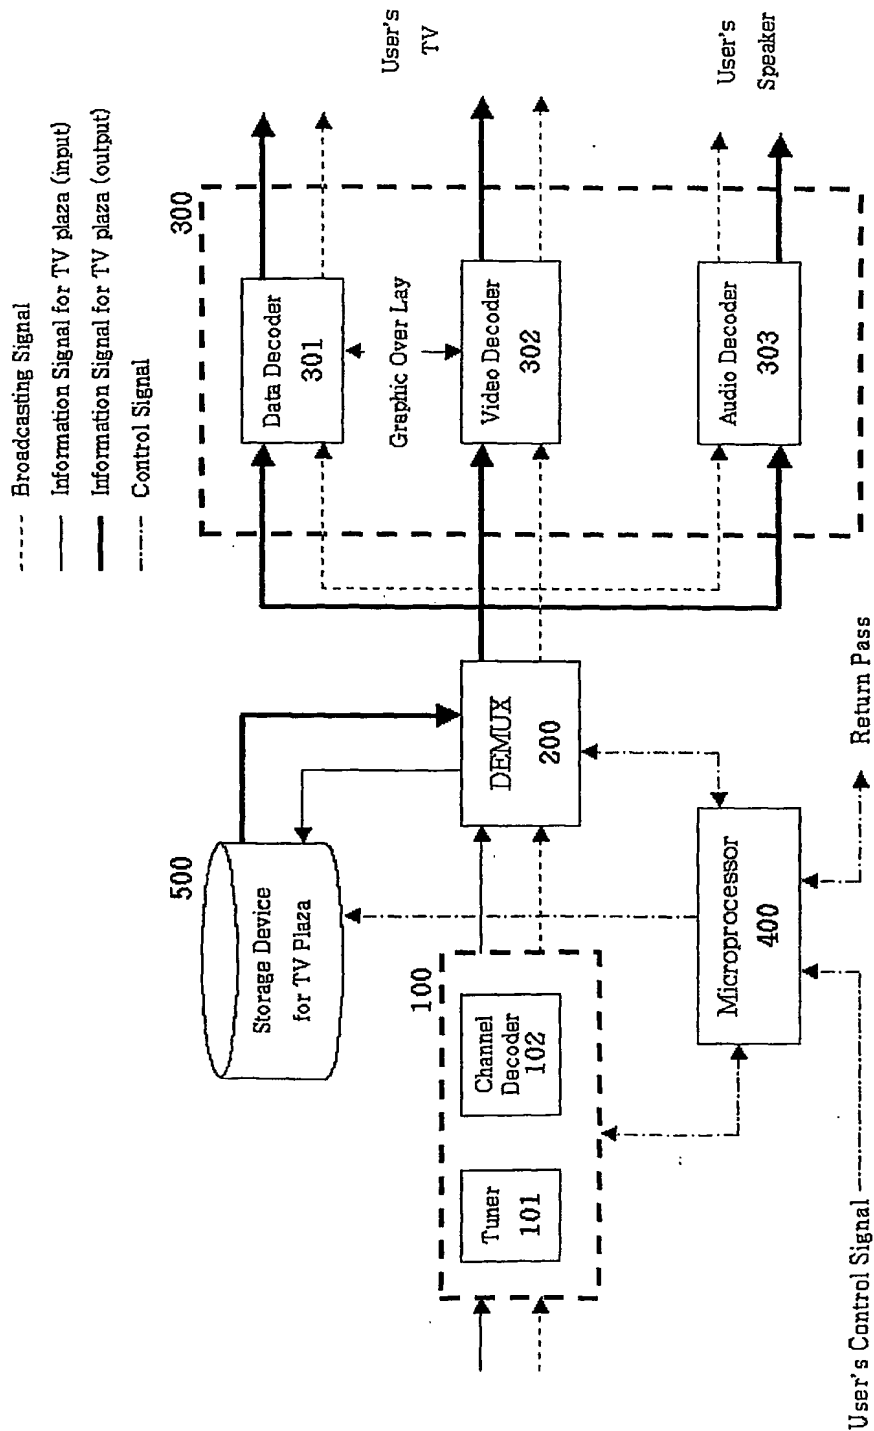 ---- Broadcasting Signal
Information Signal for TV plaza (input)
Information Signal for TV plaza (output)
Control Signal
300
Data Decoder
301
User's
TV
Graphic Over Lay
Video Decoder
302
User's
Speaker
Audio Decoder
303
500
Storage Device
for TV Plaza
DEMUX
200
100
Tuner
101
Channel
Decoder
102
Microprocessor
400
User's Control Signal
Return Pass